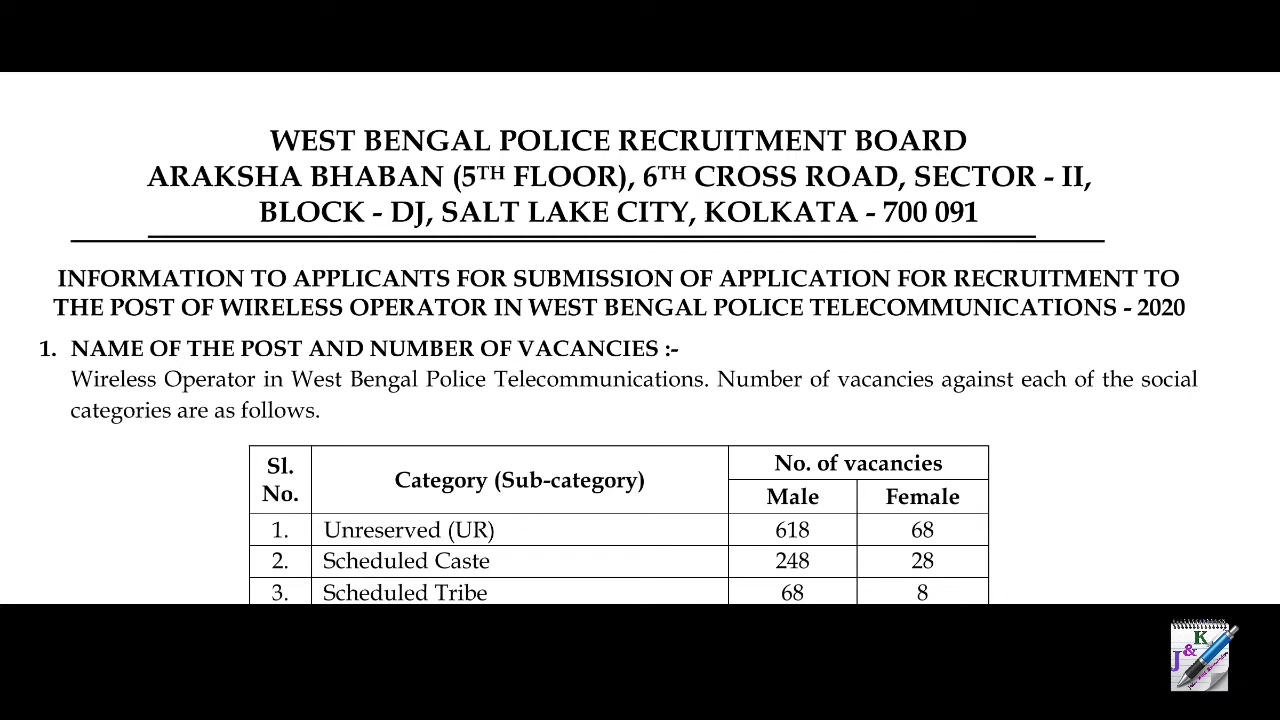 WEST BENGAL POLICE RECRUITMENT BOARD
ARAKSHA BHABAN (5TH FLOOR), 6TH CROSS ROAD, SECTOR - II,
BLOCK - DJ, SALT LAKE CITY, KOLKATA - 700 091
INFORMATION TO APPLICANTS FOR SUBMISSION OF APPLICATION FOR RECRUITMENT TO
THE POST OF WIRELESS OPERATOR IN WEST BENGAL POLICE TELECOMMUNICATIONS - 2020
1. NAME OF THE POST AND NUMBER OF VACANCIES :-
Wireless Operator in West Bengal Police Telecommunications. Number of vacancies against each of the social
categories are as follows.
Sl. No. Category (Sub-category) No. of vacancies
Male Female
1. Unreserved (UR) 618 68
2. Scheduled Caste 248 28
3. Scheduled Tribe 68 8
J&K